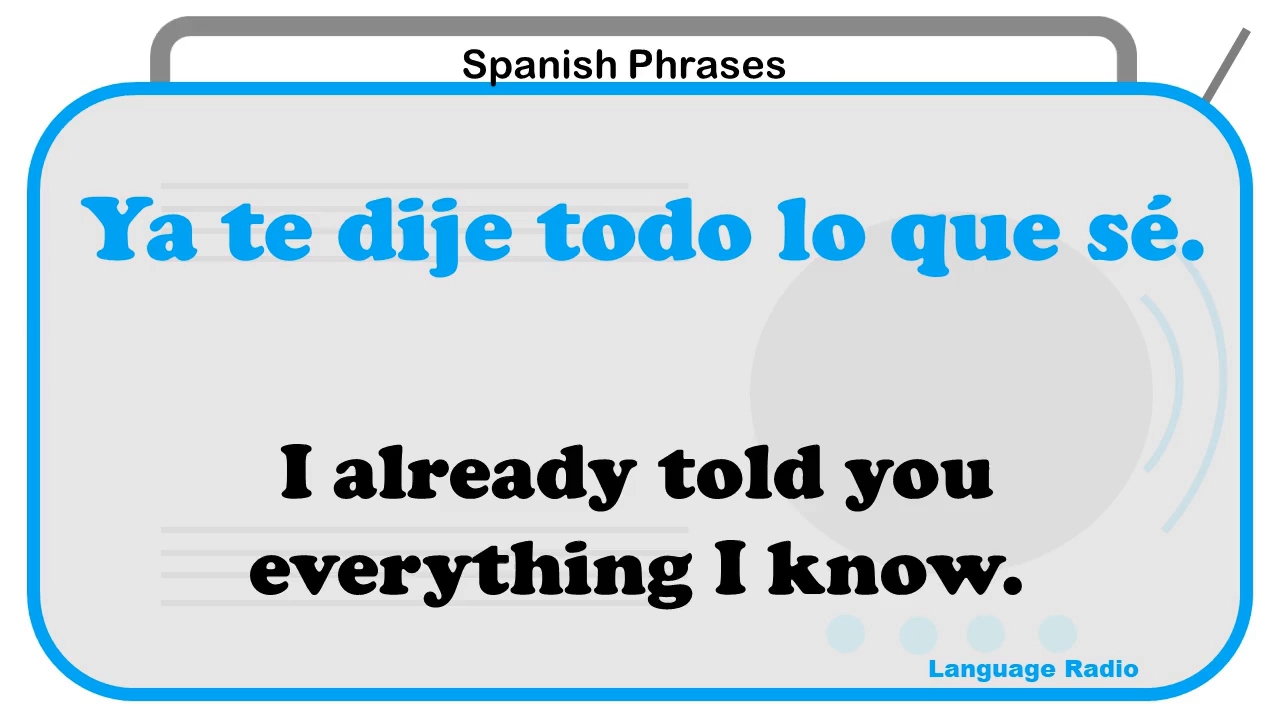 Spanish Phrases
Ya te dije todo lo que sé.
I already told you
everything I know.
Language Radio